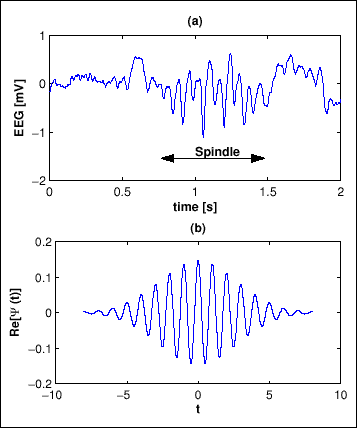 (a)
1
0
−1
−2
EEG [mV]
Spindle
0 0.5 1 1.5 2
time [s]
(b)
0.2
0.1
0
−0.1
−0.2
Re[Ψ (t)]
−10 −5 0 5 10
t